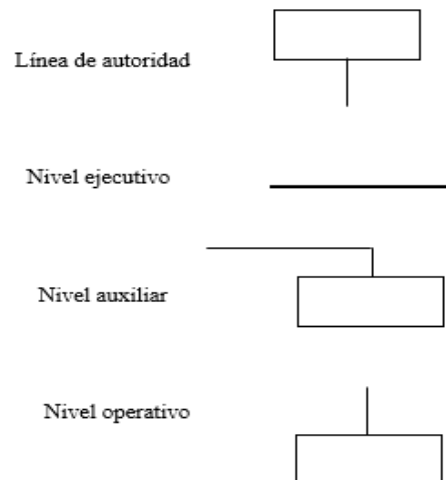 Línea de autoridad
Nivel ejecutivo
Nivel auxiliar
Nivel operativo